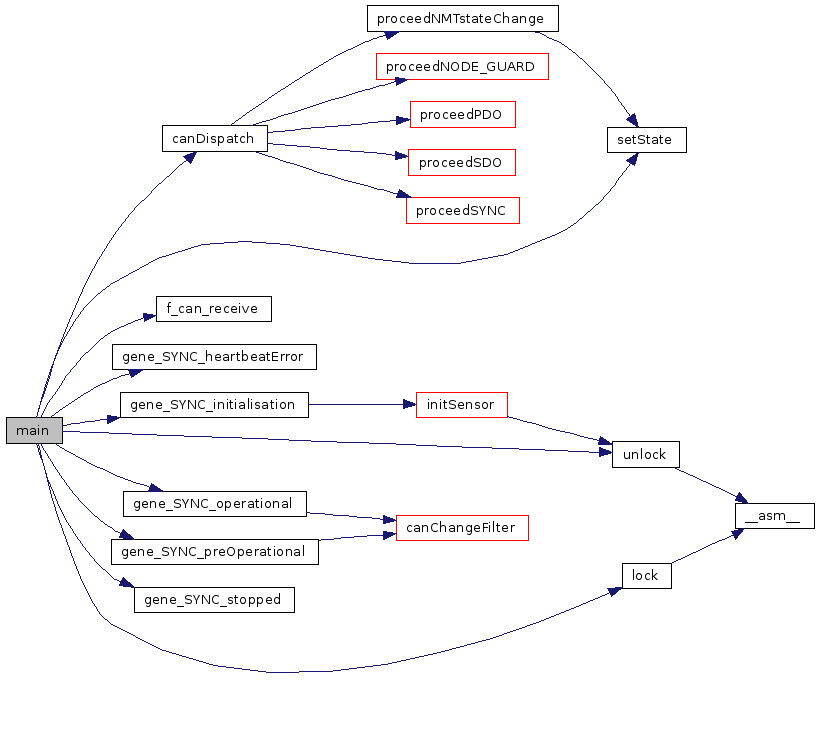 proceedNMTstateChange
proceedNODE_GUARD
proceedPDO
canDispatch
setState
proceedSDO
proceedSYNC
f_can_receive
gene_SYNC_heartbeatError
gene_SYNC_initialisation
initSensor
main
unlock
gene_SYNC_operational
__asm__
canChangeFilter
gene_SYNC_preOperational
lock
gene_SYNC_stopped